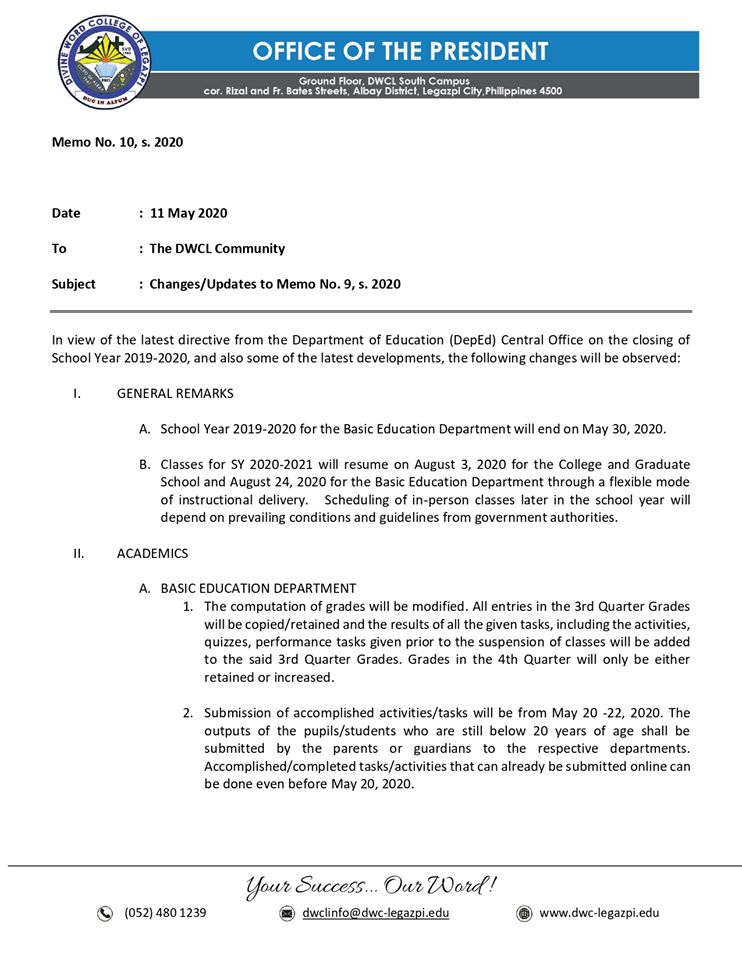 DIVINE WORD COLLEGE OF LEGAZPI
DUC IN ALTUM
OFFICE OF THE PRESIDENT
Ground Floor, DWCL South Campus
cor. Rizal and Fr. Bates Streets, Albay District, Legazpi City,Philippines 4500
Memo No. 10, s. 2020
Date : 11 May 2020
To : The DWCL Community
Subject : Changes/Updates to Memo No. 9, s. 2020
In view of the latest directive from the Department of Education (DepEd) Central Office on the closing of
School Year 2019-2020, and also some of the latest developments, the following changes will be observed:
I. GENERAL REMARKS
A. School Year 2019-2020 for the Basic Education Department will end on May 30, 2020.
B. Classes for SY 2020-2021 will resume on August 3, 2020 for the College and Graduate
School and August 24, 2020 for the Basic Education Department through a flexible mode
of instructional delivery. Scheduling of in-person classes later in the school year will
depend on prevailing conditions and guidelines from government authorities.
II. ACADEMICS
A. BASIC EDUCATION DEPARTMENT
1. The computation of grades will be modified. All entries in the 3rd Quarter Grades
will be copied/retained and the results of all the given tasks, including the activities,
quizzes, performance tasks given prior to the suspension of classes will be added
to the said 3rd Quarter Grades. Grades in the 4th Quarter will only be either
retained or increased.
2. Submission of accomplished activities/tasks will be from May 20 -22, 2020. The
outputs of the pupils/students who are still below 20 years of age shall be
submitted by the parents or guardians to the respective departments.
Accomplished/completed tasks/activities that can already be submitted online can
be done even before May 20, 2020.
Your Success... Our Word!
(052) 480 1239 dwclinfo@dwc-legazpi.edu www.dwc-legazpi.edu